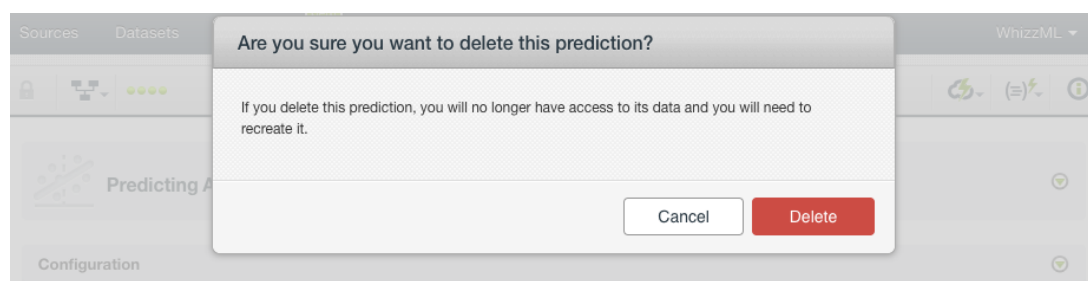 Sources Datasets WhizzML
Are you sure you want to delete this prediction?
If you delete this prediction, you will no longer have access to its data and you will need to
recreate it.
Predicting A
Cancel Delete
Configuration